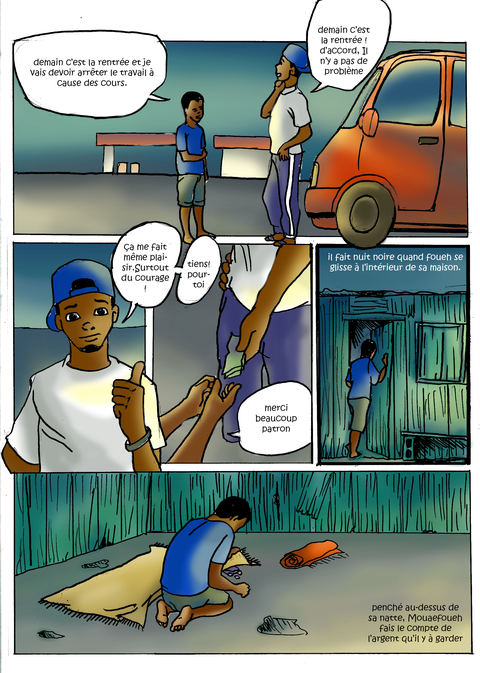 demain c'est la rentrée et je
vais devoir arrêter le travail à
cause des cours.
demain c'est
la rentrée !
d'accord, Il
n'y a pas de
problème
Ça me fait
même plai-
sir.Surtout
du courage
!
tiens!
pour-
toi
merci
beaucoup
patron
il fait nuit noire quand foueh se
glisse à l'intérieur de sa maison.
penché au-dessus de
sa natte, Mouaefoueh
fais le compte de
l'argent qu'il y à garder